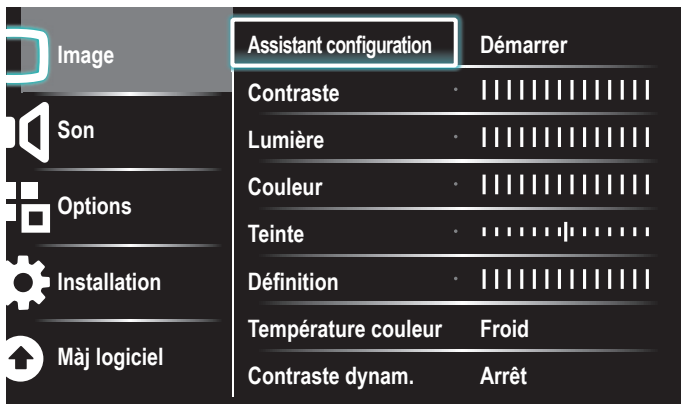 Image
Son
Options
Installation
Màj logiciel
Assistant configuration Démarrer
Contraste
Lumière
Couleur
Teinte
Définition
Température couleur Froid
Contraste dynam. Arrêt